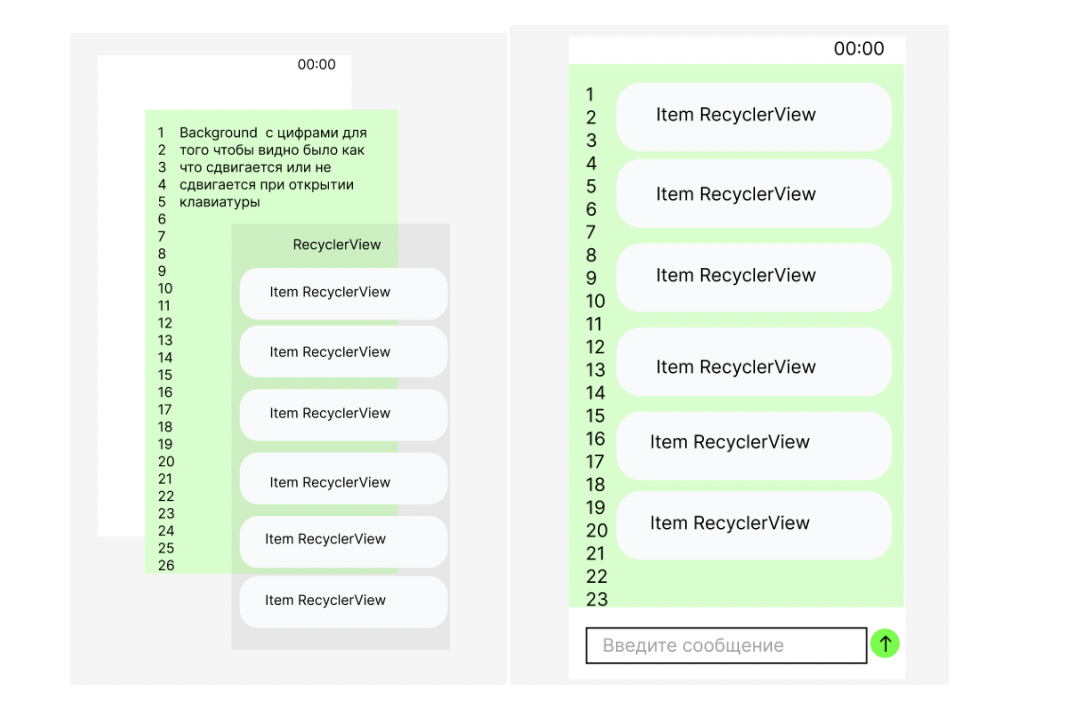 00:00
1 Background с цифрами для
2 того чтобы видно было как
3 что сдвигается или не
4 сдвигается при открытии
5 клавиатуры
6
7
8
9
10
11
12
13
14
15
16
17
18
19
20
21
22
23
24
25
26
RecyclerView
Item RecyclerView
Item RecyclerView
Item RecyclerView
Item RecyclerView
Item RecyclerView
Item RecyclerView
00:00
1
2
3
4
5
6
7
8
9
10
11
12
13
14
15
16
17
18
19
20
21
22
23
Item RecyclerView
Item RecyclerView
Item RecyclerView
Item RecyclerView
Item RecyclerView
Item RecyclerView
Введите сообщение